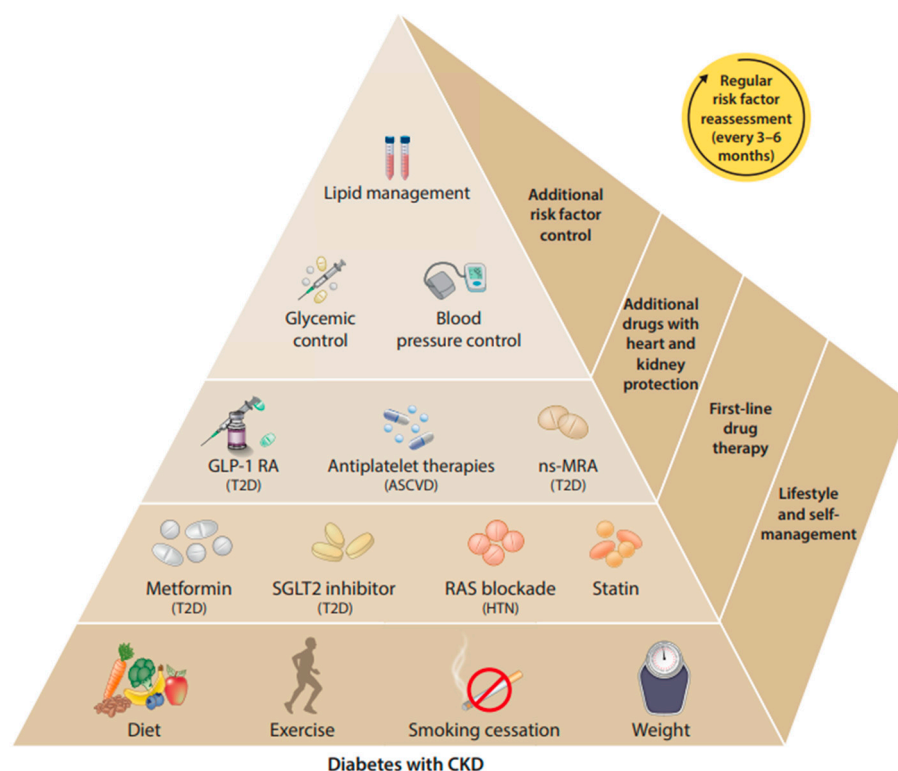 Regular
risk factor
reassessment
(every 3–6
months)
Lipid management
Additional
risk factor
control
Glycemic
control
Blood
pressure control
Additional
drugs with
heart and
kidney
protection
GLP-1 RA
(T2D)
Antiplatelet therapies
(ASCVD)
ns-MRA
(T2D)
First-line
drug
therapy
Metformin
(T2D)
SGLT2 inhibitor
(T2D)
RAS blockade
(HTN)
Statin
Lifestyle
and self-
management
Diet
Exercise
Smoking cessation
Weight
Diabetes with CKD